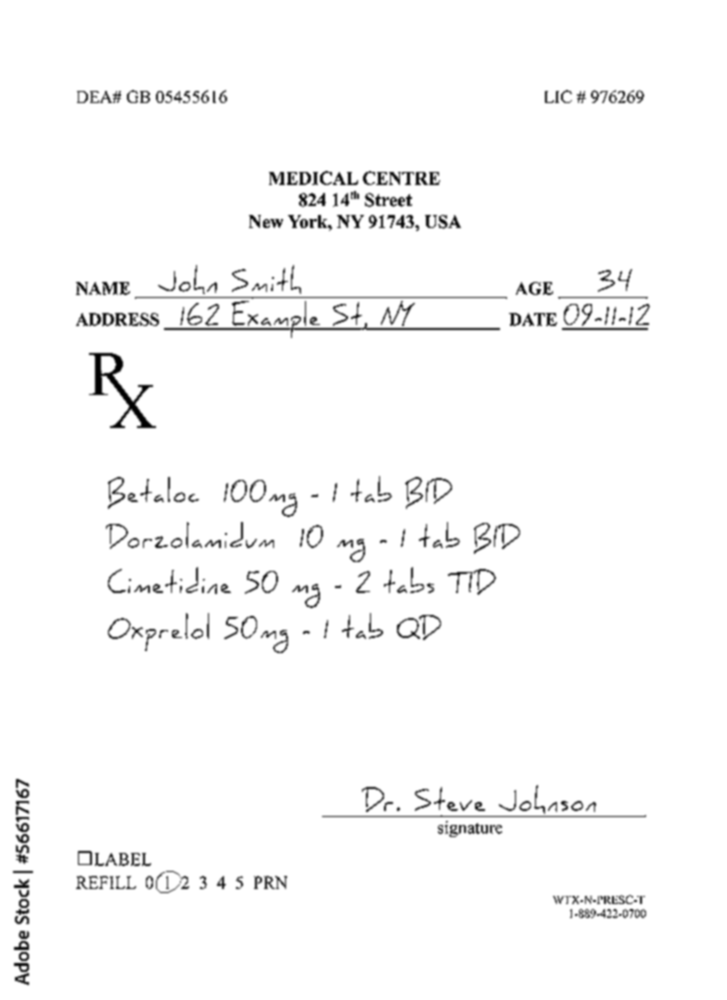 DEA# GB 05455616 LIC # 976269
MEDICAL CENTRE
824 14th Street
New York, NY 91743, USA
NAME John Smith AGE 34
ADDRESS 162 Example St, NY DATE 09-11-12
Rx
Betaloc 100mg - 1 tab BID
Dorzolamidum 10 mg - 1 tab BID
Cimetidine 50 mg - 2 tabs TID
Oxprelol 50mg - 1 tab QD
Dr. Steve Johnson
signature
LABEL
REFILL 0 1 2 3 4 5 PRN
WTX-N-PRESC-T
1-889-422-0700
Adobe Stock | #56617167